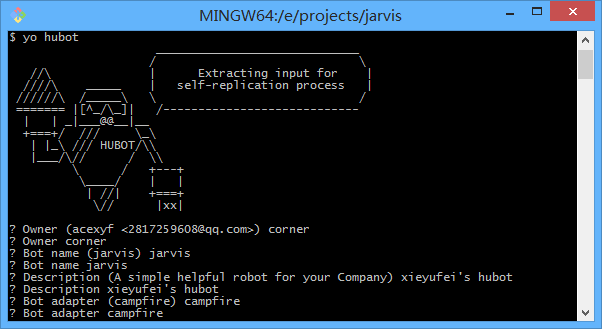 MINGW64:/e/projects/jarvis
$ yo hubot
Extracting input for
self-replication process
HUBOT
? Owner (acexyf <2817259608@qq.com>) corner
? Owner corner
? Bot name (jarvis) jarvis
? Bot name jarvis
? Description (A simple helpful robot for your Company) xieyufei's hubot
? Description xieyufei's hubot
? Bot adapter (campfire) campfire
? Bot adapter campfire